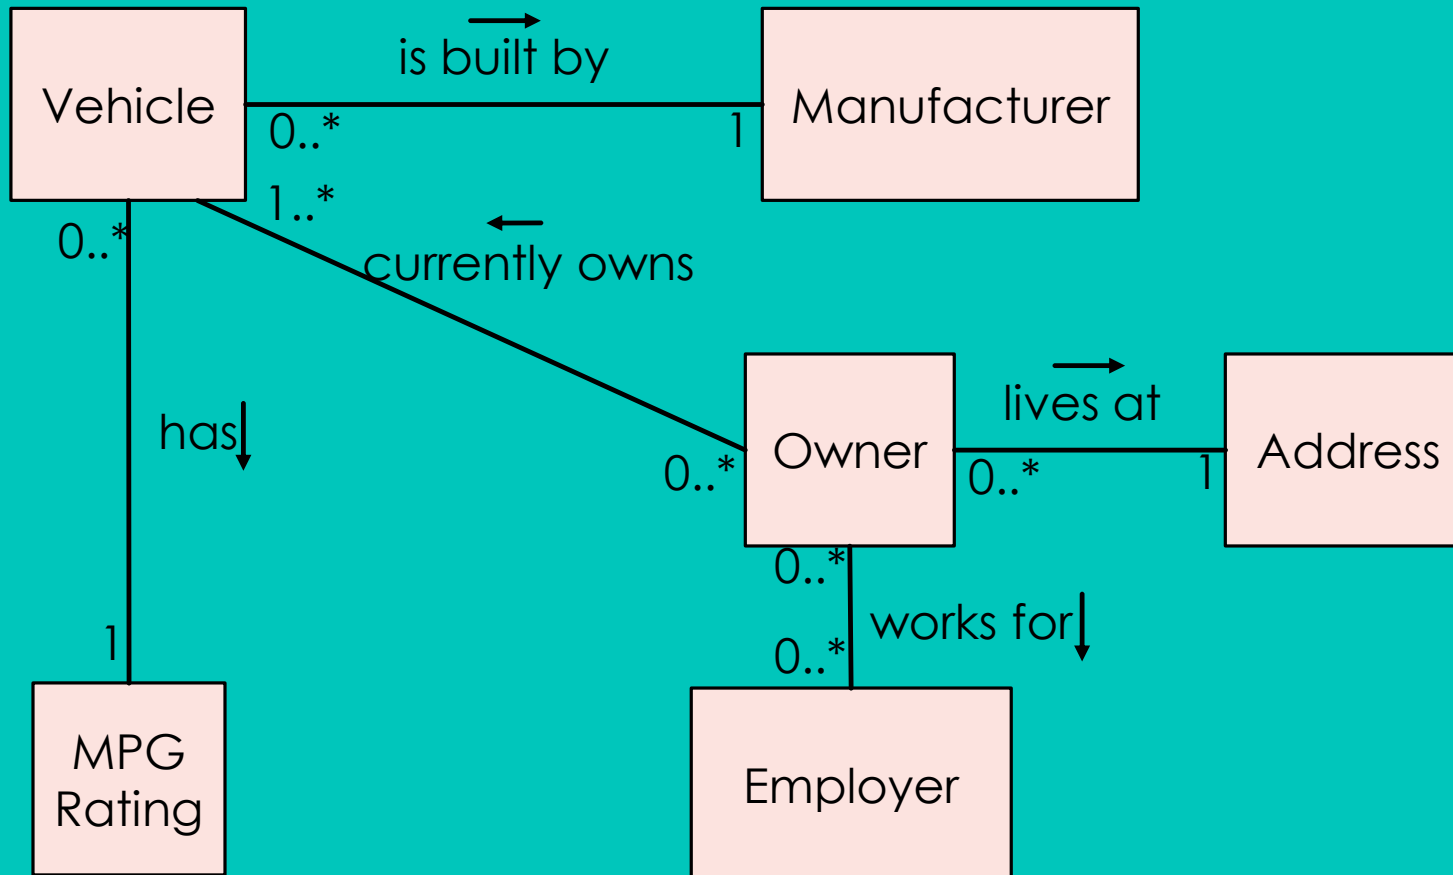 is built by
Vehicle
Manufacturer
0..*
1
1..*
0..*
currently owns
lives at
has
Owner
Address
0..*
0..*
1
0..*
works for
1
0..*
MPG
Rating
Employer